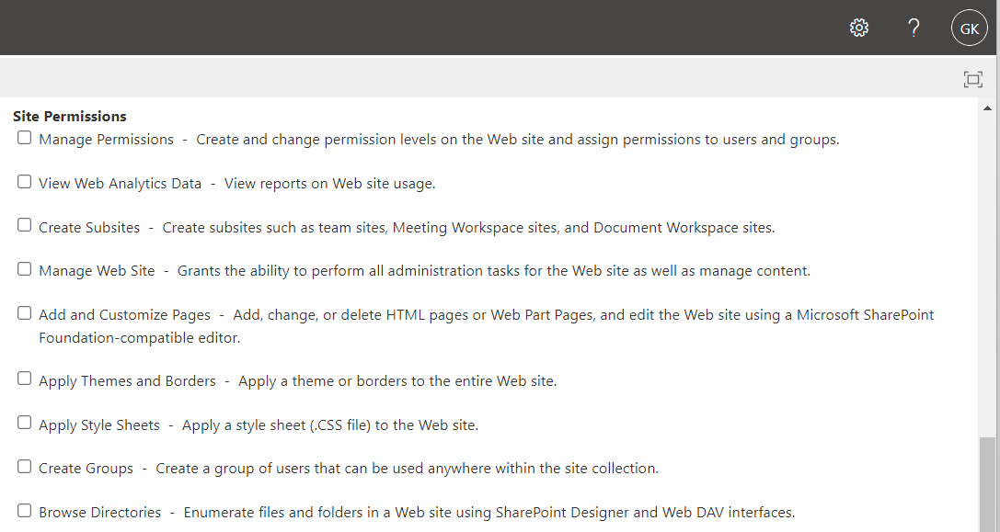 GK
Site Permissions
Manage Permissions - Create and change permission levels on the Web site and assign permissions to users and groups.
View Web Analytics Data - View reports on Web site usage.
Create Subsites - Create subsites such as team sites, Meeting Workspace sites, and Document Workspace sites.
Manage Web Site - Grants the ability to perform all administration tasks for the Web site as well as manage content.
Add and Customize Pages - Add, change, or delete HTML pages or Web Part Pages, and edit the Web site using a Microsoft SharePoint
Foundation-compatible editor.
Apply Themes and Borders - Apply a theme or borders to the entire Web site.
Apply Style Sheets - Apply a style sheet (.CSS file) to the Web site.
Create Groups - Create a group of users that can be used anywhere within the site collection.
Browse Directories - Enumerate files and folders in a Web site using SharePoint Designer and Web DAV interfaces.